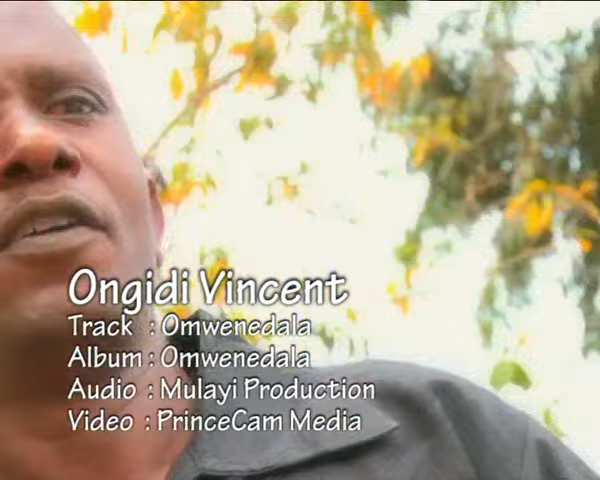 Ongidi Vincent
Track : Omwenedala
Album : Omwenedala
Audio : Mulayi Production
Video : PrinceCam Media